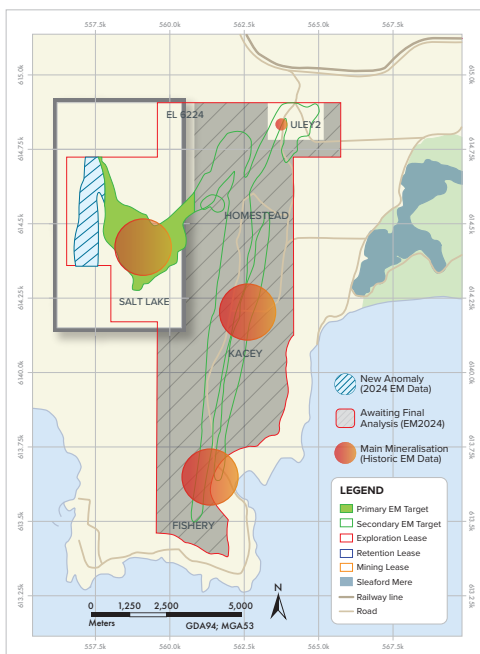 557.5k 560.0k 562.5k 565.0k 567.5k
615.0k 615.0k
614.75k 614.75k
614.5k 614.5k
614.25k 614.25k
6140.0k 6140.0k
613.75k 613.75k
613.5k 613.5k
613.25k 613.25k
EL 6224
ULEY2
HOMESTEAD
SALT LAKE
KACEY
FISHERY
New Anomaly
(2024 EM Data)
Awaiting Final
Analysis (EM2024)
Main Mineralisation
(Historic EM Data)
LEGEND
Primary EM Target
Secondary EM Target
Exploration Lease
Retention Lease
Mining Lease
Sleaford Mere
Railway line
Road
N
0 1,250 2,500 5,000
Meters
GDA94; MGA53
557.5k 560.0k 562.5k 565.0k 567.5k